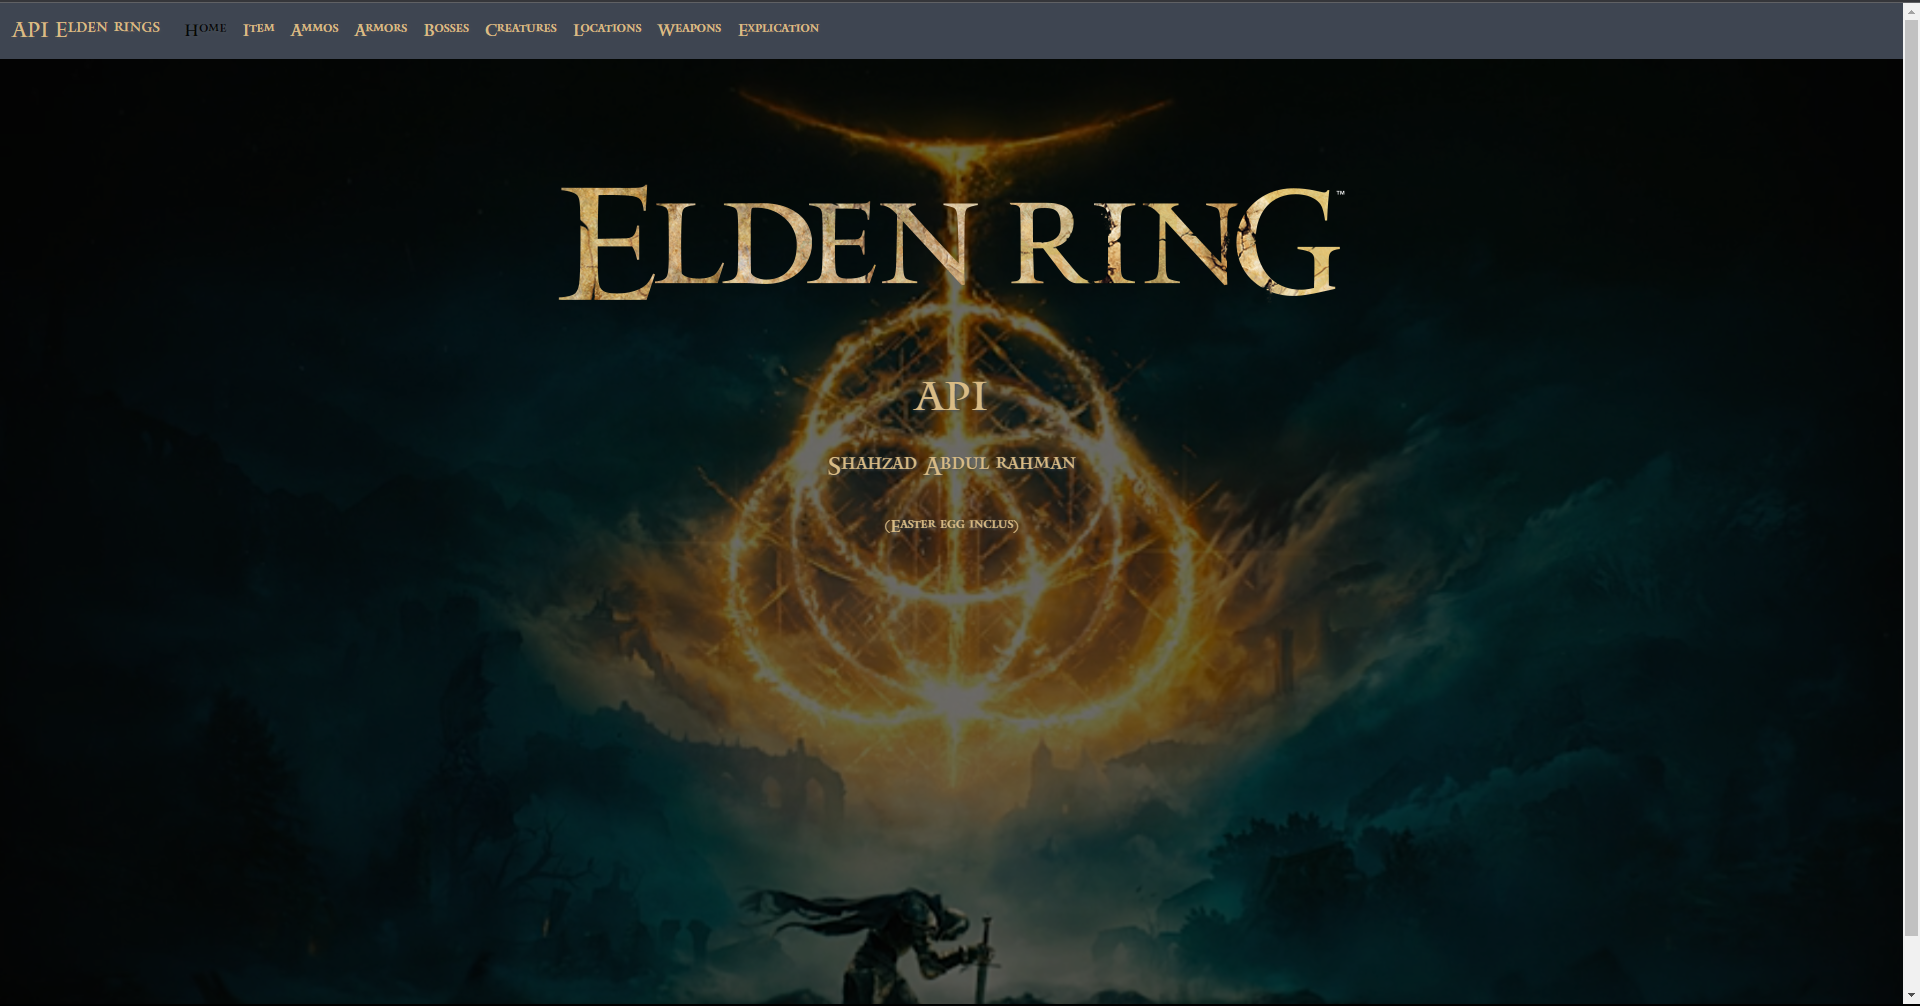 API Elden rings Home Item Ammos Armors Bosses Creatures Locations Weapons Explication
ELDEN RING™
API
Shahzad Abdul rahman
(Easter egg inclus)